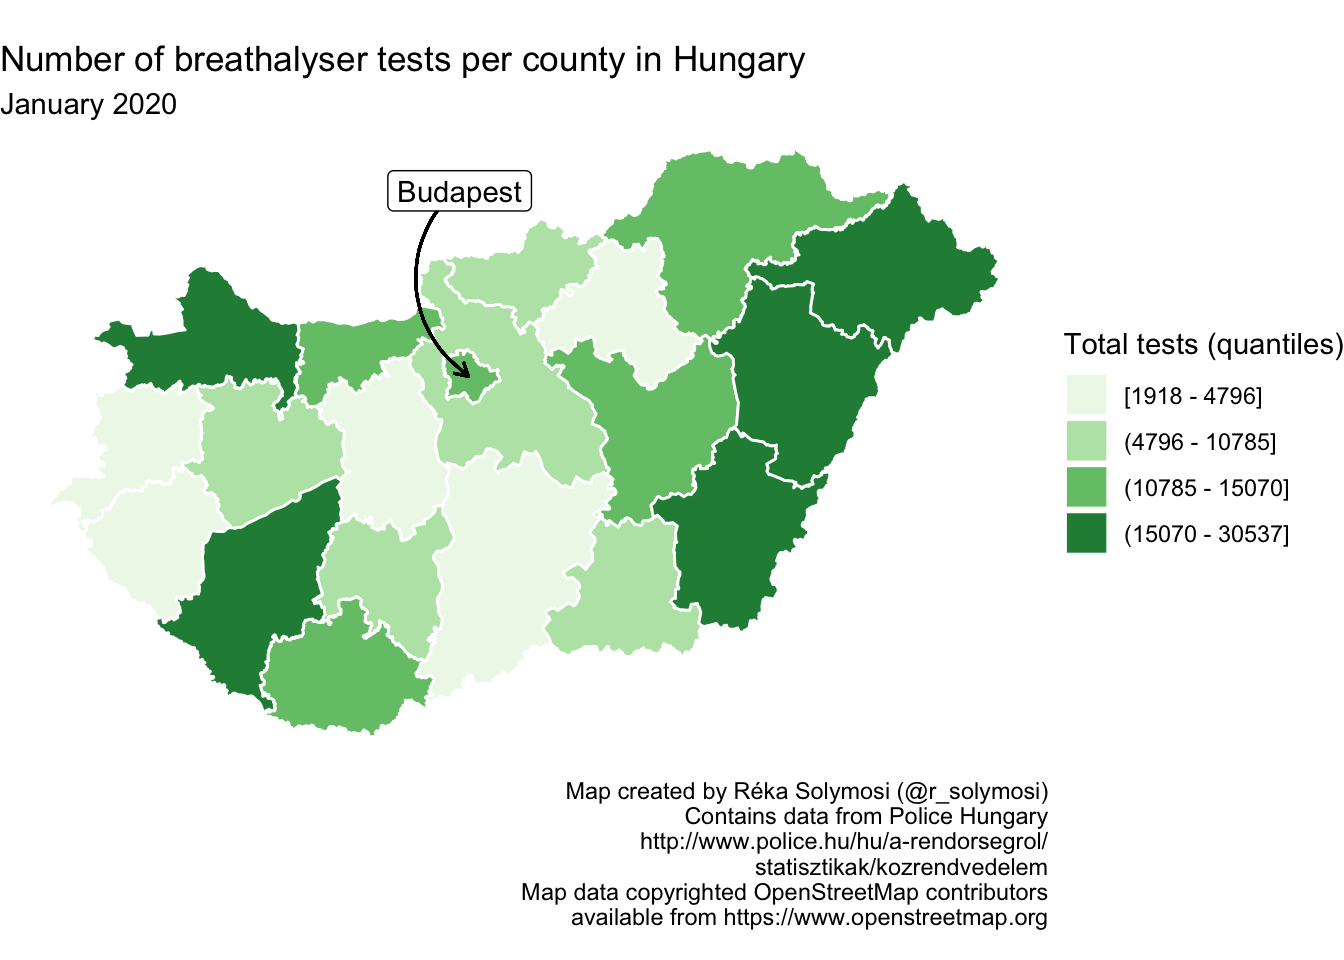 Number of breathalyser tests per county in Hungary
January 2020
Budapest
Total tests (quantiles)
[1918 - 4796]
(4796 - 10785]
(10785 - 15070]
(15070 - 30537]
Map created by Réka Solymosi (@r_solymosi)
Contains data from Police Hungary
http://www.police.hu/hu/a-rendorsegrol/
statisztikak/kozrendvedelem
Map data copyrighted OpenStreetMap contributors
available from https://www.openstreetmap.org